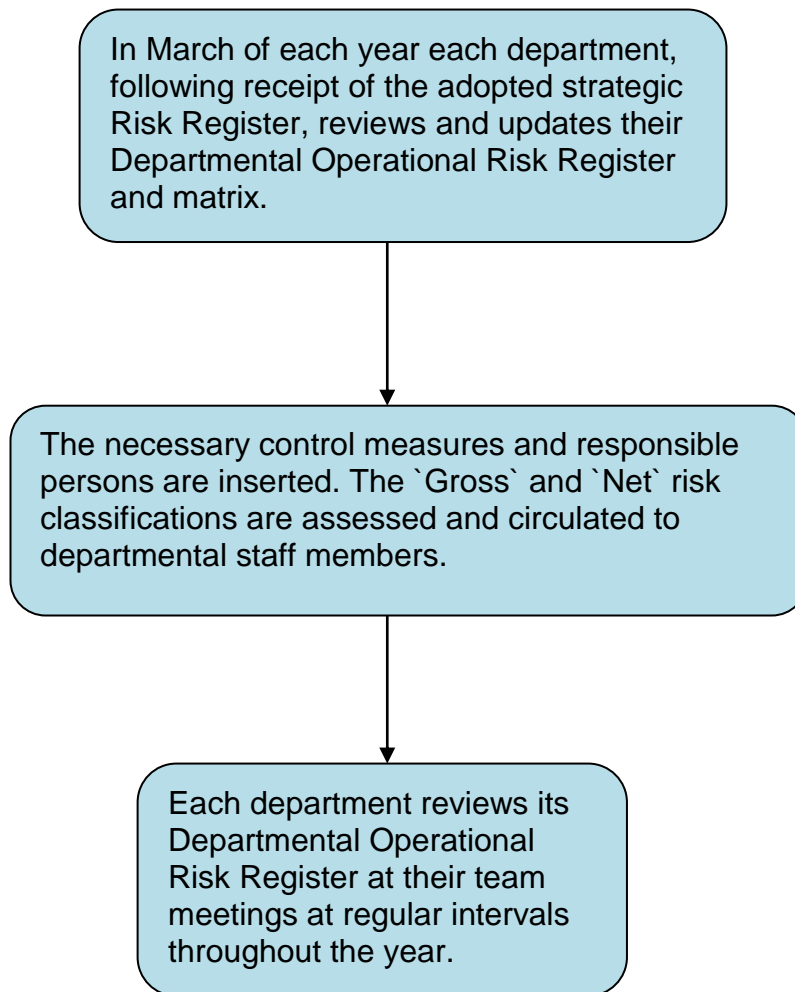 In March of each year each department,
following receipt of the adopted strategic
Risk Register, reviews and updates their
Departmental Operational Risk Register
and matrix.
The necessary control measures and responsible
persons are inserted. The `Gross` and `Net` risk
classifications are assessed and circulated to
departmental staff members.
Each department reviews its
Departmental Operational
Risk Register at their team
meetings at regular intervals
throughout the year.